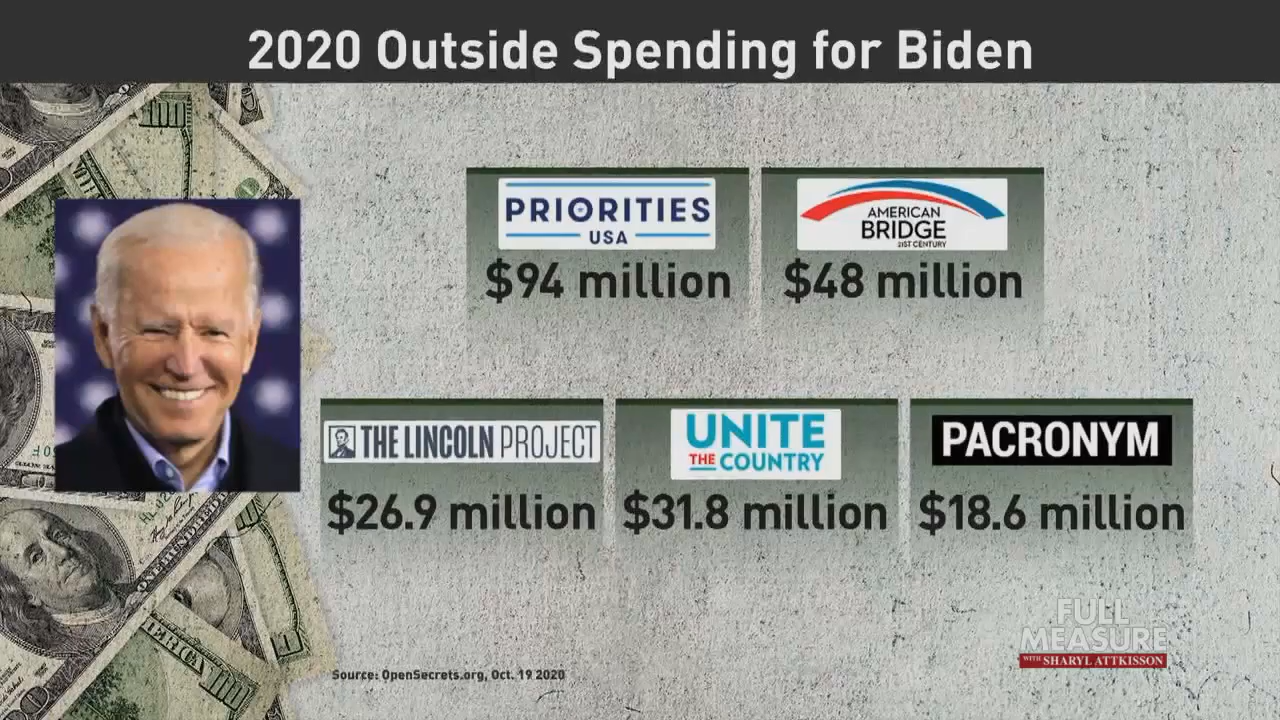 2020 Outside Spending for Biden
PRIORITIES
USA
$94 million
AMERICAN
BRIDGE
21ST CENTURY
$48 million
THE LINCOLN PROJECT
$26.9 million
UNITE
THE COUNTRY
$31.8 million
PACRONYM
$18.6 million
FULL
MEASURE
WITH SHARYL ATTKISSON
Source: OpenSecrets.org, Oct. 19 2020
100